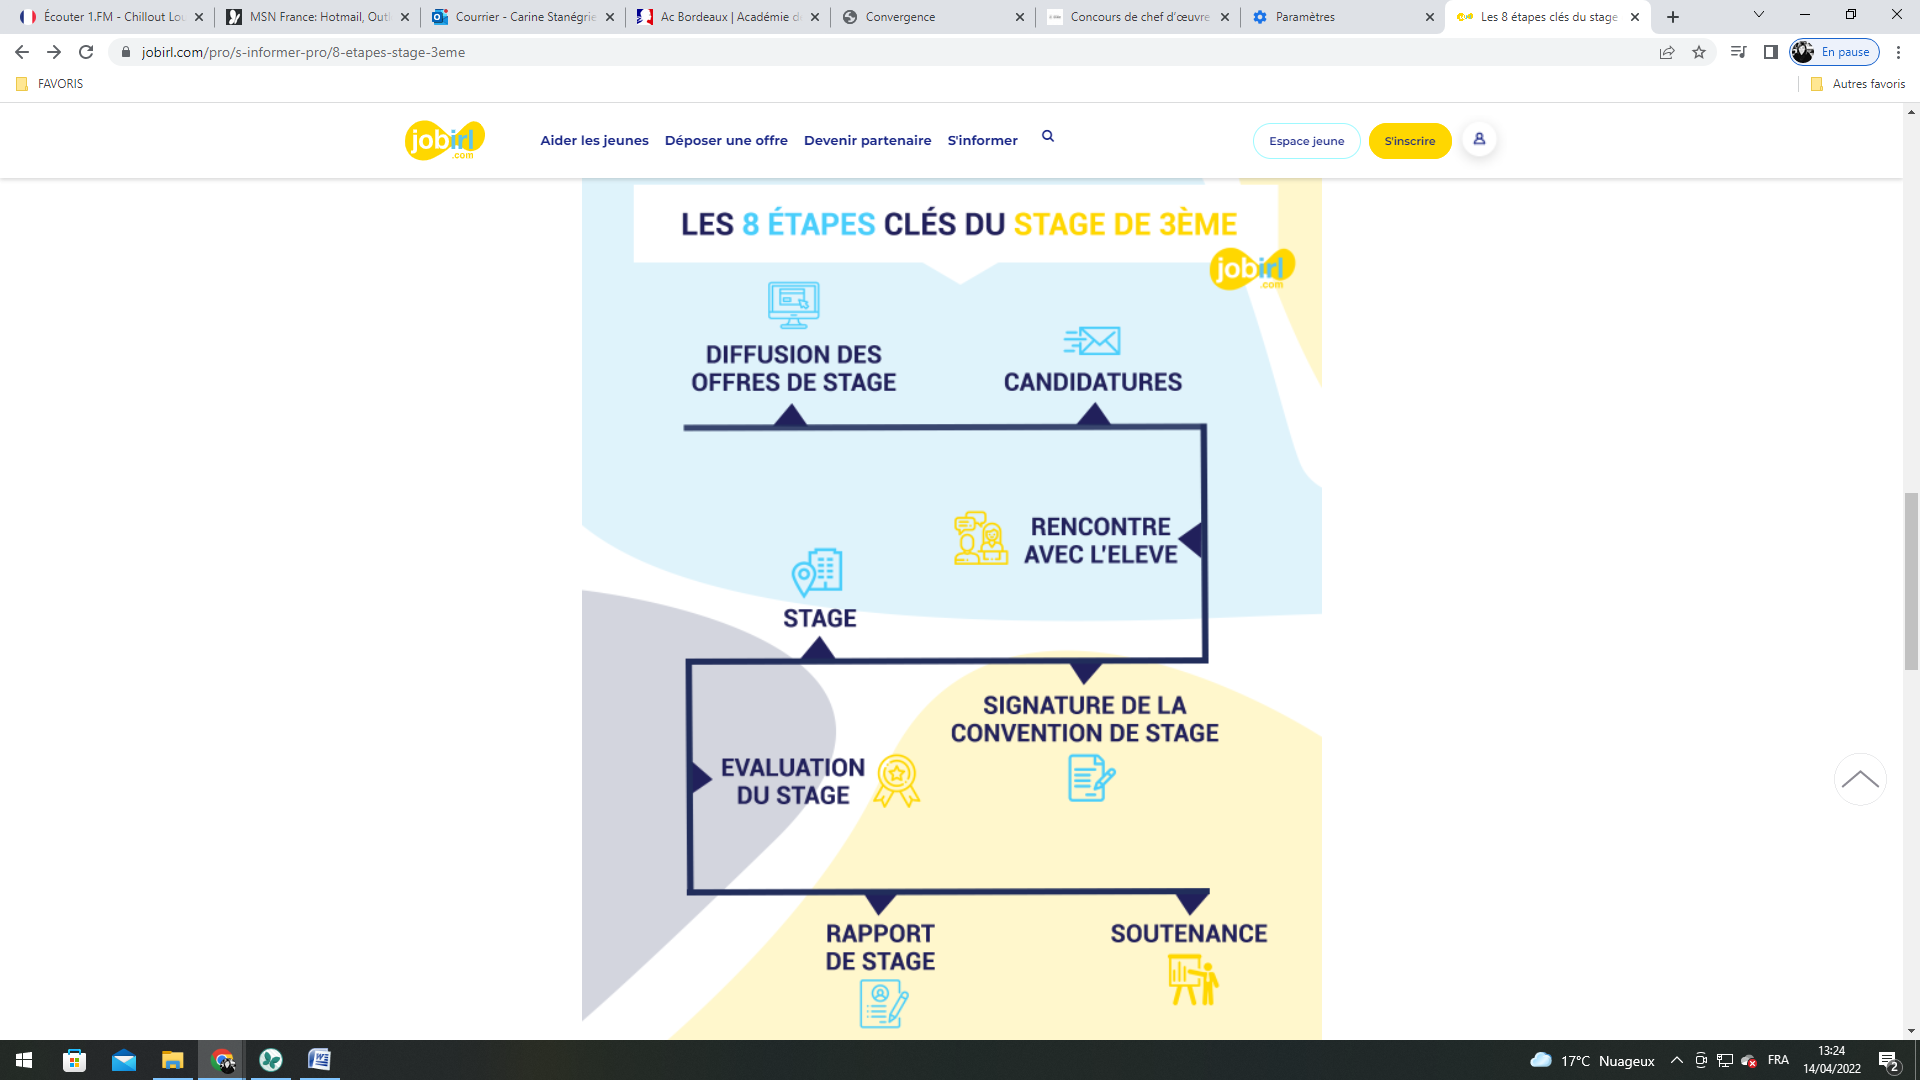 Écouter 1.FM - Chillout Lou
MSN France: Hotmail, Outl
Courrier - Carine Stanégrie
Ac Bordeaux | Académie d
Convergence
Concours de chef d'œuvre
Paramètres
Les 8 étapes clés du stage
jobirl.com/pro/s-informer-pro/8-etapes-stage-3eme
En pause
FAVORIS
Autres favoris
jobirl
.com
Aider les jeunes
Déposer une offre
Devenir partenaire
S'informer
Espace jeune
S'inscrire
LES 8 ÉTAPES CLÉS DU STAGE DE 3ÈME
jobirl
.com
DIFFUSION DES
OFFRES DE STAGE
CANDIDATURES
RENCONTRE
AVEC L'ELEVE
STAGE
SIGNATURE DE LA
CONVENTION DE STAGE
EVALUATION
DU STAGE
RAPPORT
DE STAGE
SOUTENANCE
17°C Nuageux
FRA
13:24
14/04/2022
2